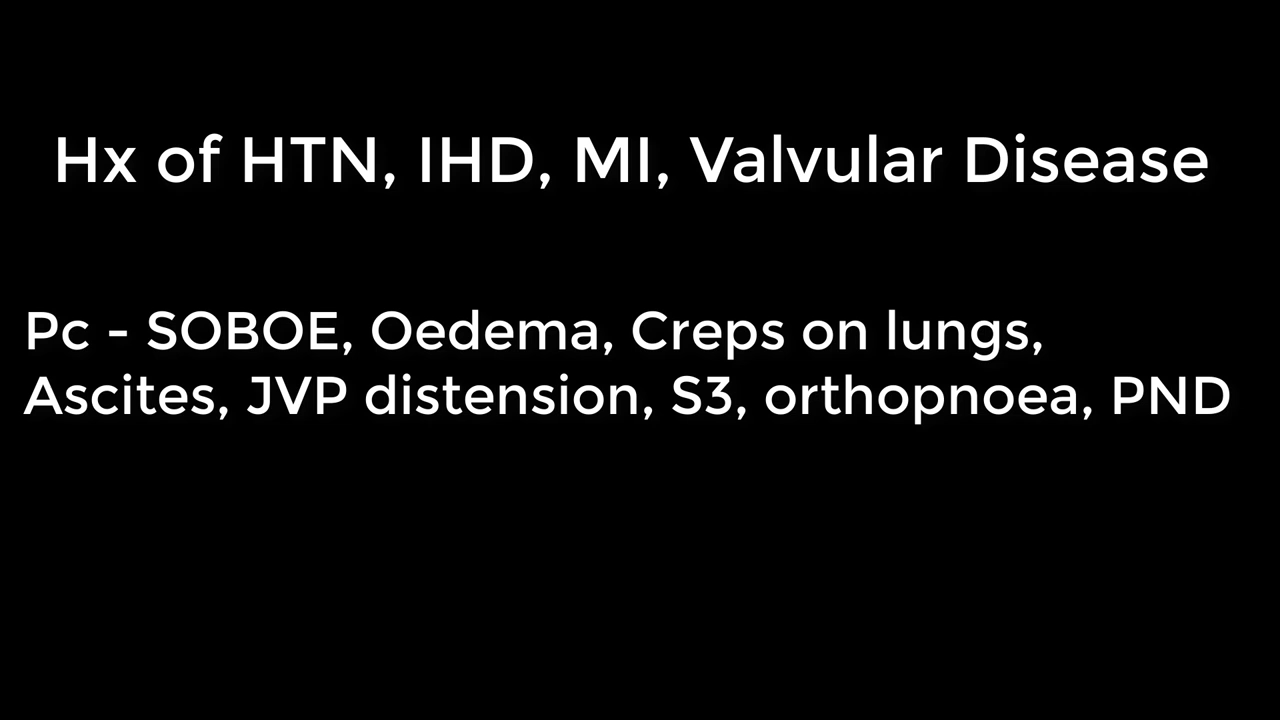 Hx of HTN, IHD, MI, Valvular Disease
Pc - SOBOE, Oedema, Creps on lungs,
Ascites, JVP distension, S3, orthopnoea, PND